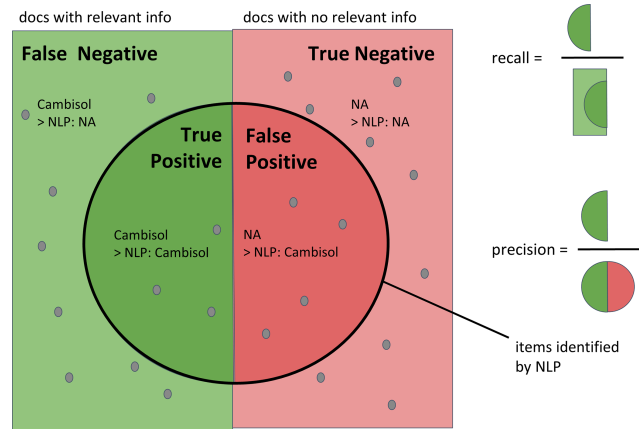 docs with relevant info
docs with no relevant info
False Negative
True Negative
Cambisol
> NLP: NA
NA
> NLP: NA
True
Positive
False
Positive
Cambisol
> NLP: Cambisol
NA
> NLP: Cambisol
recall =
precision =
items identified
by NLP